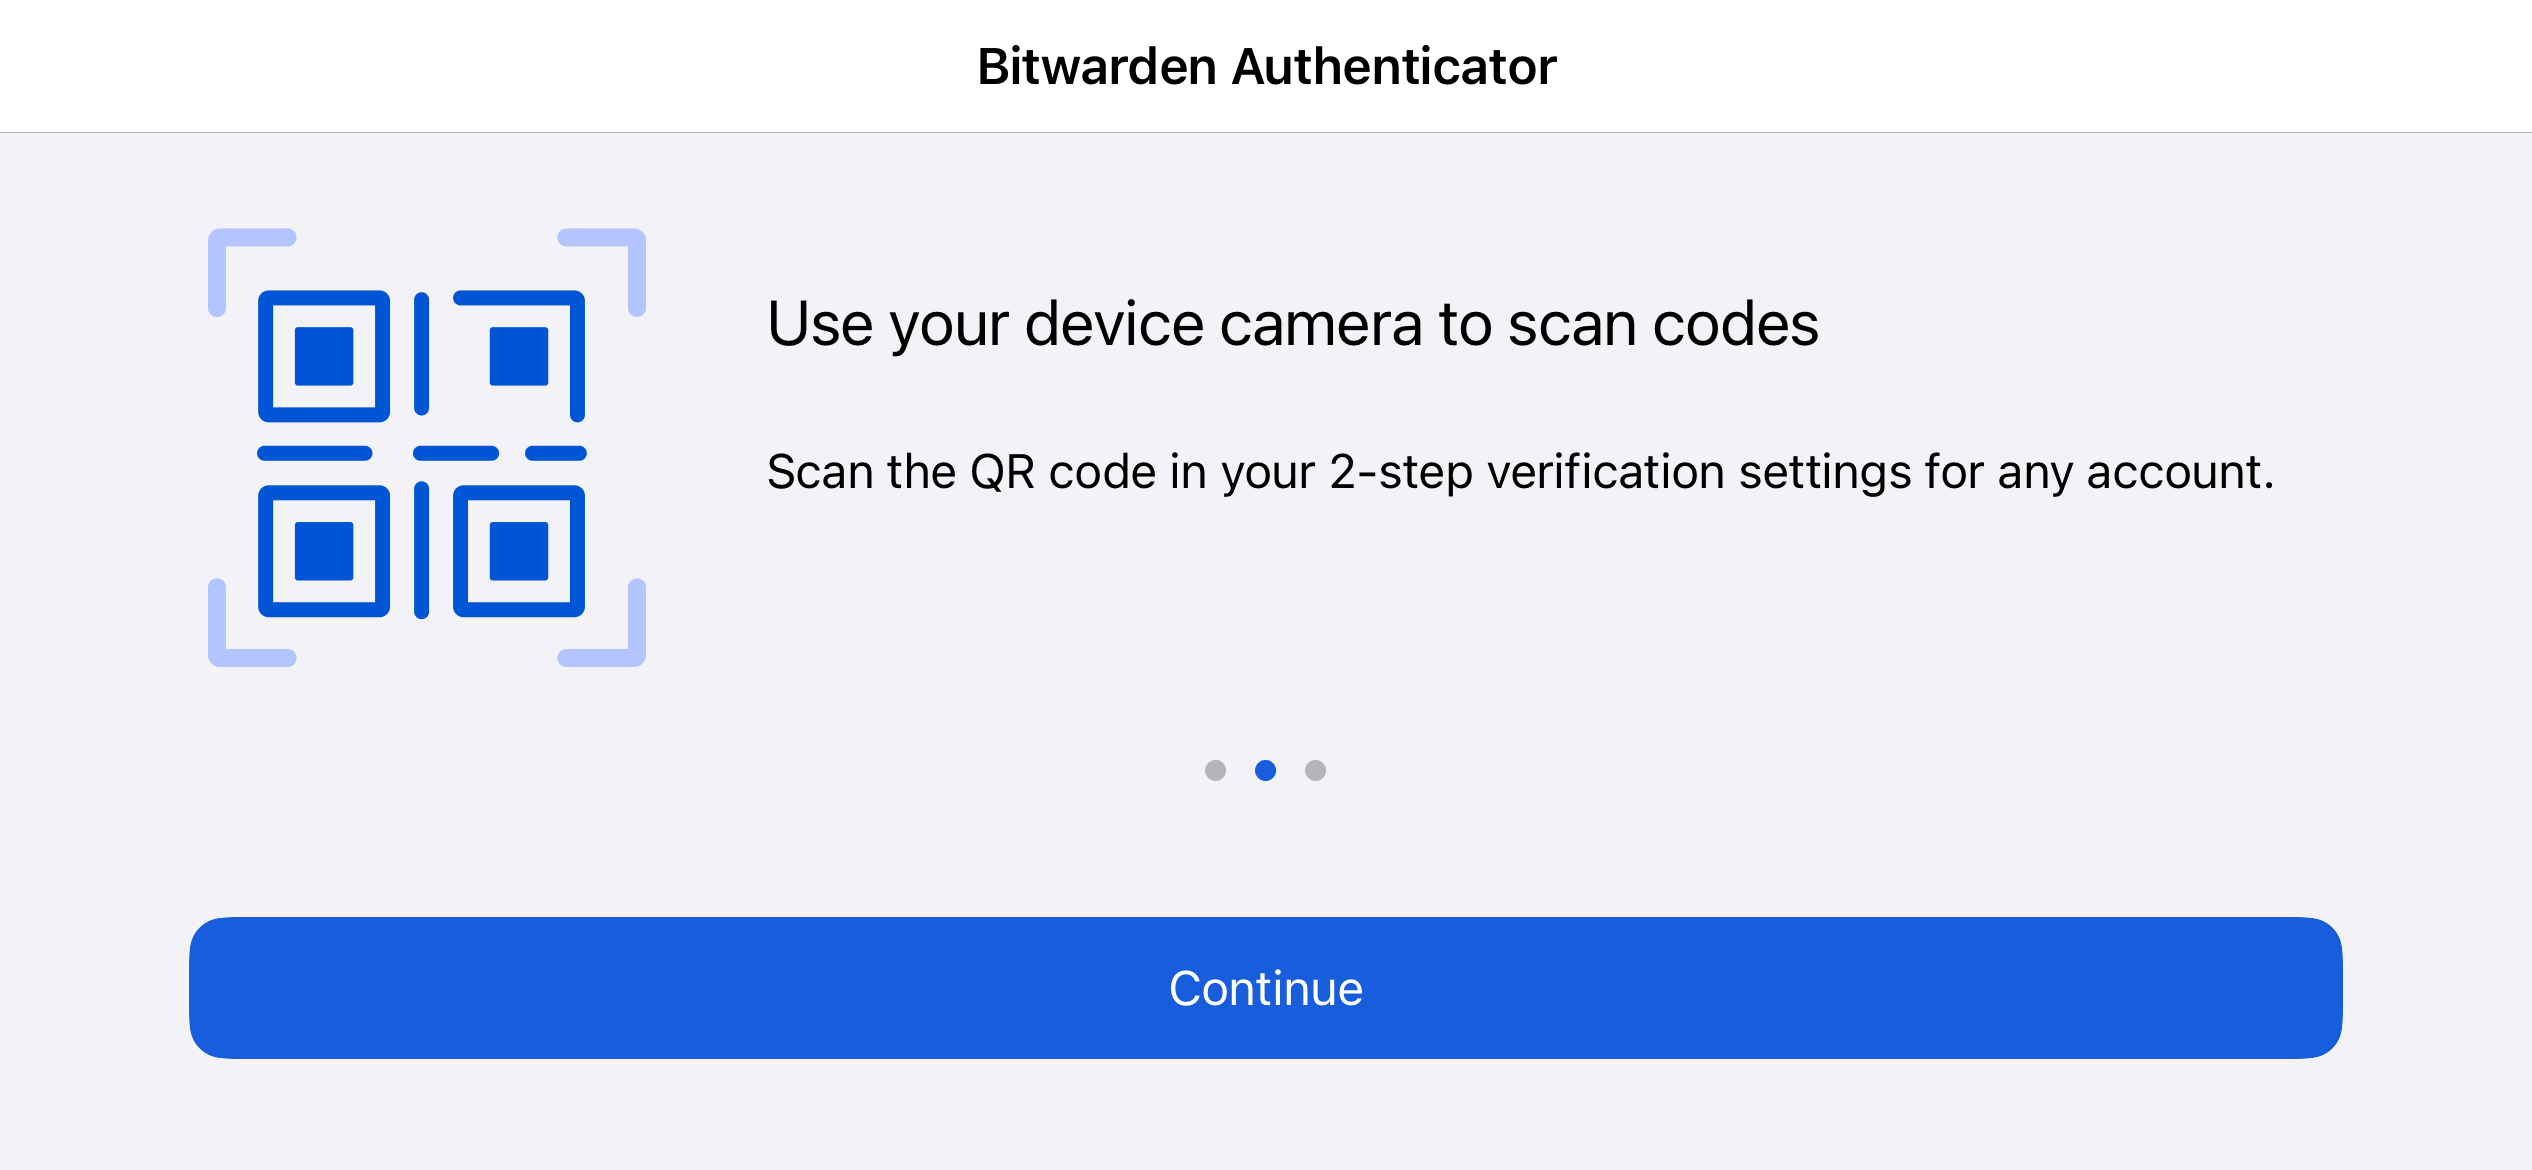 Bitwarden Authenticator
Use your device camera to scan codes
Scan the QR code in your 2-step verification settings for any account.
Continue